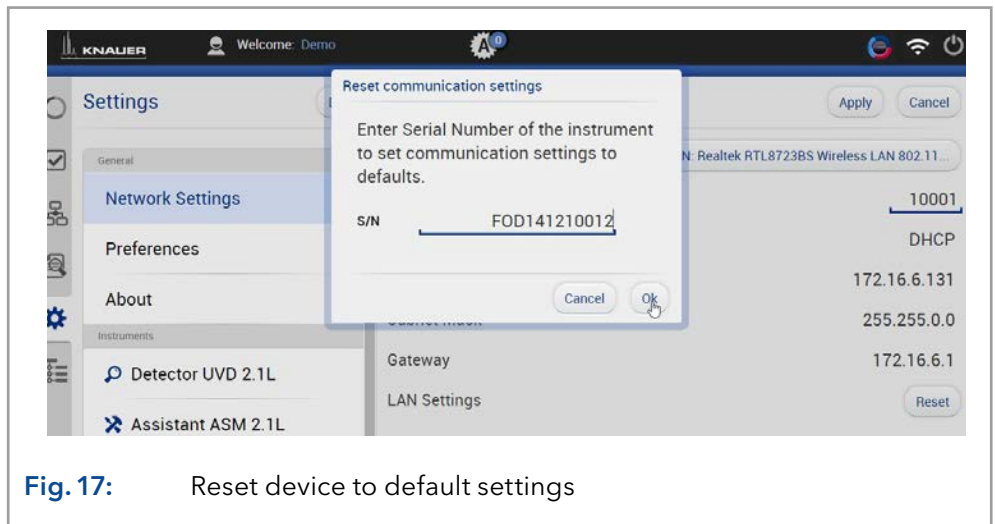 KNAUER
Welcome: Demo
A
0
Settings
Reset communication settings
Apply
Cancel
Enter Serial Number of the instrument
to set communication settings to
defaults.
General
N: Realtek RTL8723BS Wireless LAN 802.11...
Network Settings
10001
S/N
FOD141210012
Preferences
DHCP
172.16.6.131
About
Cancel
Ok
255.255.0.0
Instruments
Gateway
172.16.6.1
Detector UVD 2.1L
LAN Settings
Reset
Assistant ASM 2.1L
Fig. 17: Reset device to default settings